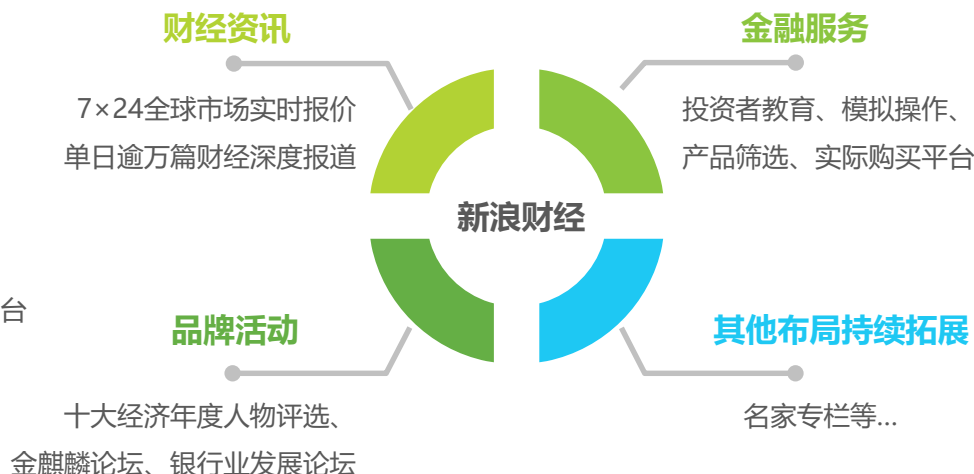 财经资讯
7×24全球市场实时报价
单日逾万篇财经深度报道
金融服务
投资者教育、模拟操作、
产品筛选、实际购买平台
新浪财经
台
品牌活动
十大经济年度人物评选、
金麒麟论坛、银行业发展论坛
其他布局持续拓展
名家专栏等...